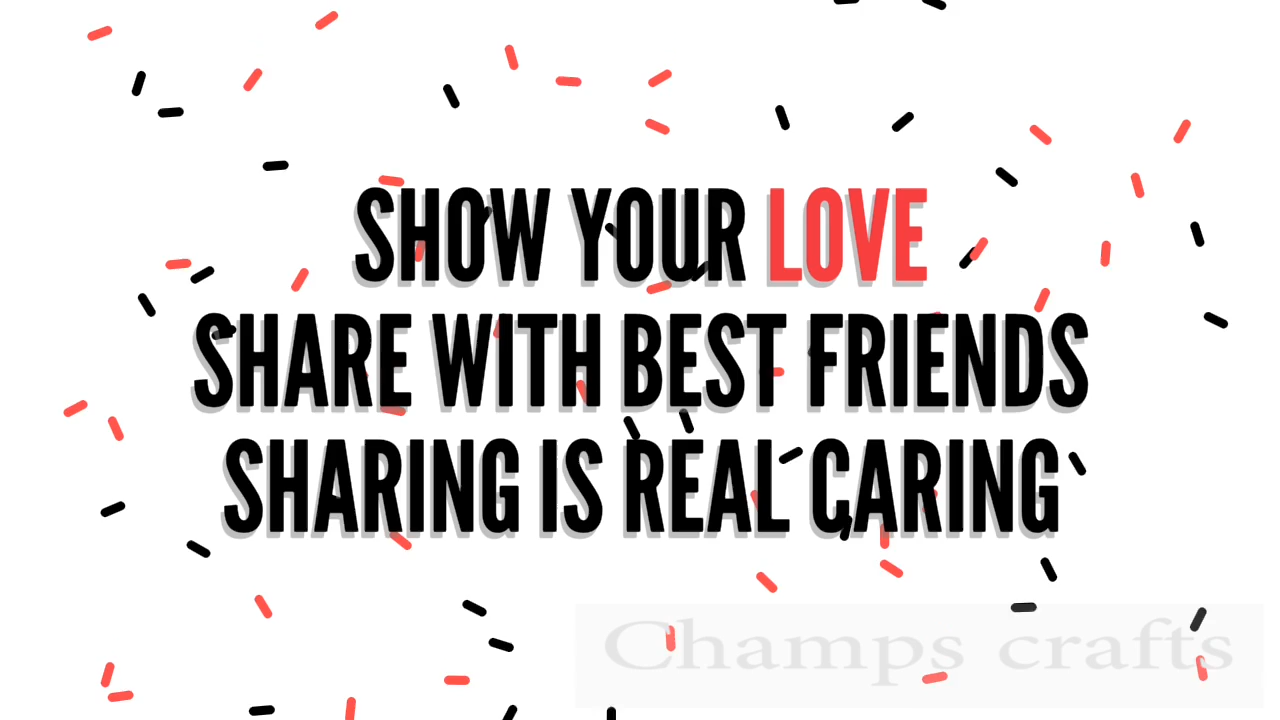 SHOW YOUR LOVE
SHARE WITH BEST FRIENDS
SHARING IS REAL CARING
Champs crafts